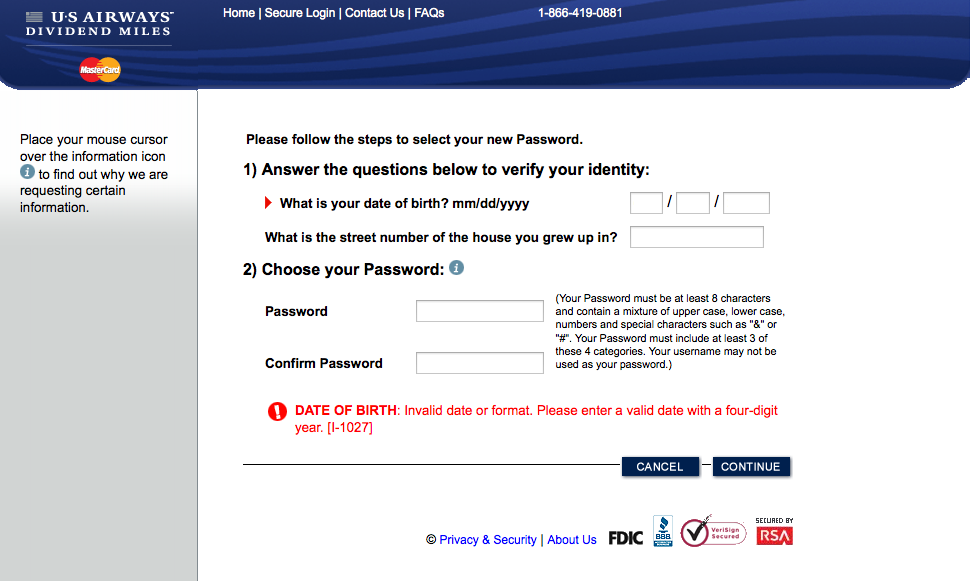 U·S AIRWAYS
DIVIDEND MILES
MasterCard
Home | Secure Login | Contact Us | FAQs
1-866-419-0881
Place your mouse cursor
over the information icon
i to find out why we are
requesting certain
information.
Please follow the steps to select your new Password.
1) Answer the questions below to verify your identity:
What is your date of birth? mm/dd/yyyy
/ /
What is the street number of the house you grew up in?
2) Choose your Password: i
Password
(Your Password must be at least 8 characters
and contain a mixture of upper case, lower case,
numbers and special characters such as "&" or
"#". Your Password must include at least 3 of
these 4 categories. Your username may not be
used as your password.)
Confirm Password
! DATE OF BIRTH: Invalid date or format. Please enter a valid date with a four-digit
year. [I-1027]
CANCEL
CONTINUE
© Privacy & Security | About Us
FDIC
BBB
VeriSign
Secured
SECURED BY
RSA